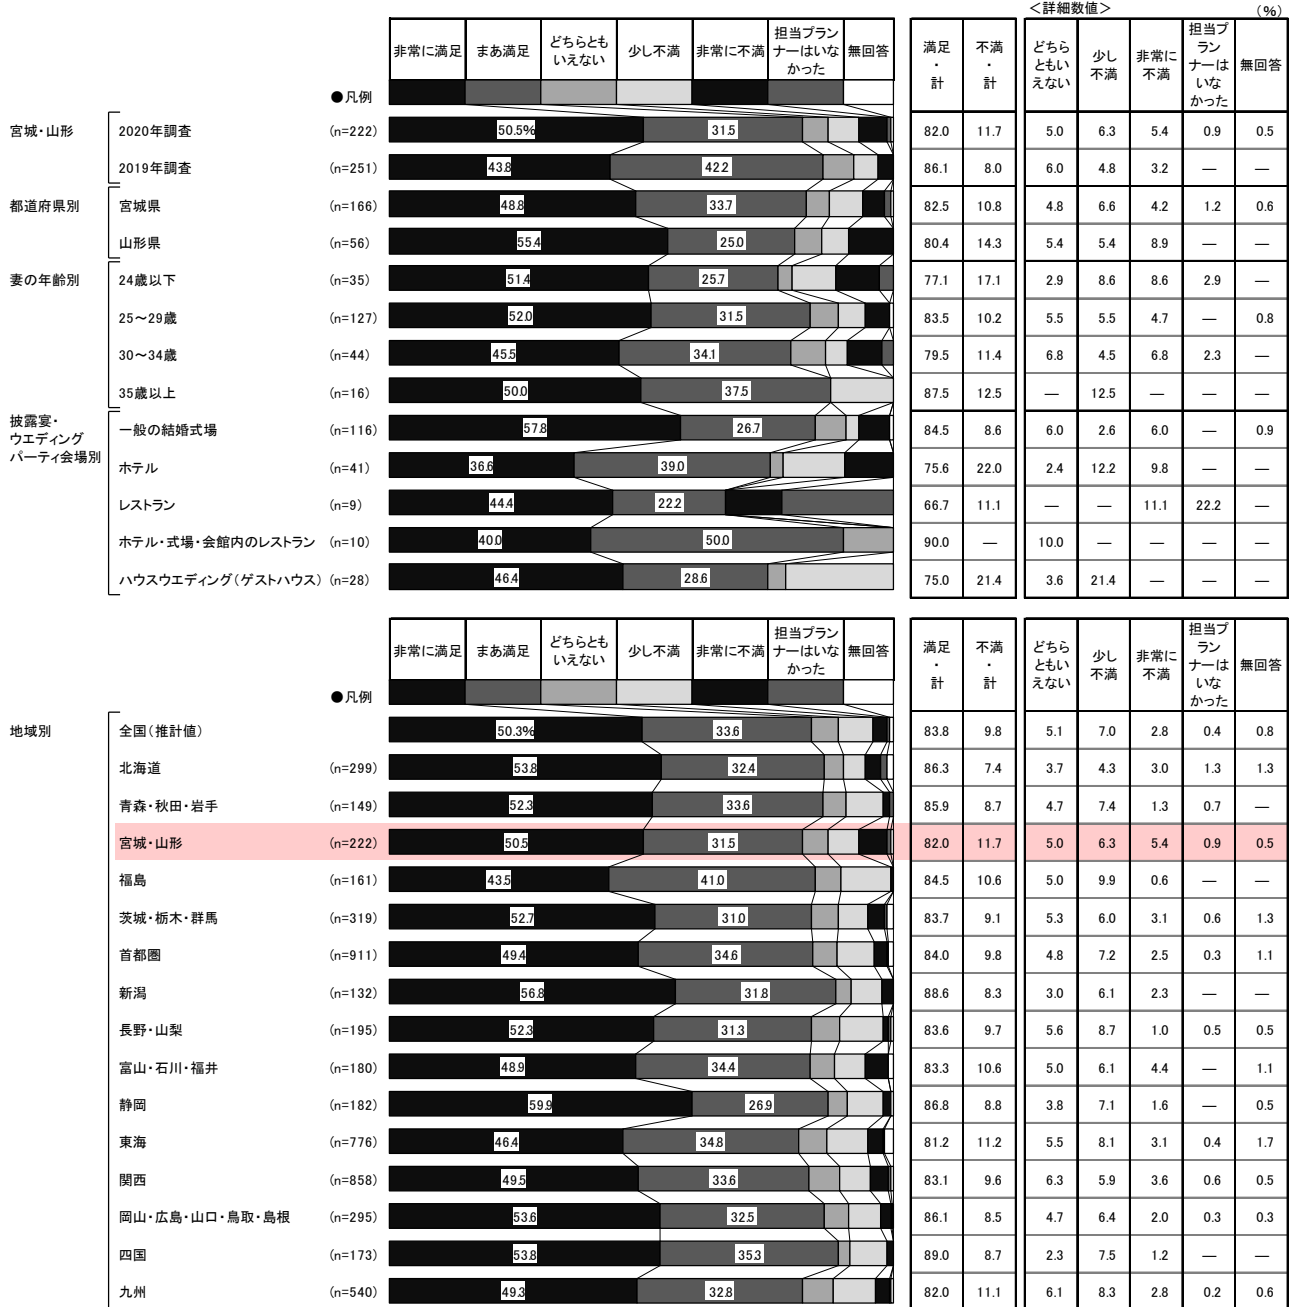 ＜詳細数値＞
（%）
非常に満足 まあ満足 どちらとも いえない 少し不満 非常に不満 担当プラン ナーはいな かった 無回答 満足 ・ 計 不満 ・ 計 どちら ともい えない 少し 不満 非常に 不満 担当プ ラン ナーは いな かった 無回答
●凡例
宮城・山形 2020年調査 (n=222) 50.5% 31.5 82.0 11.7 5.0 6.3 5.4 0.9 0.5
2019年調査 (n=251) 43.8 42.2 86.1 8.0 6.0 4.8 3.2 — —
都道府県別 宮城県 (n=166) 48.8 33.7 82.5 10.8 4.8 6.6 4.2 1.2 0.6
山形県 (n=56) 55.4 25.0 80.4 14.3 5.4 5.4 8.9 — —
妻の年齢別 24歳以下 (n=35) 51.4 25.7 77.1 17.1 2.9 8.6 8.6 2.9 —
25～29歳 (n=127) 52.0 31.5 83.5 10.2 5.5 5.5 4.7 — 0.8
30～34歳 (n=44) 45.5 34.1 79.5 11.4 6.8 4.5 6.8 2.3 —
35歳以上 (n=16) 50.0 37.5 87.5 12.5 — 12.5 — — —
披露宴・
ウエディング
パーティ会場別
一般の結婚式場 (n=116) 57.8 26.7 84.5 8.6 6.0 2.6 6.0 — 0.9
ホテル (n=41) 36.6 39.0 75.6 22.0 2.4 12.2 9.8 — —
レストラン (n=9) 44.4 22.2 66.7 11.1 — — 11.1 22.2 —
ホテル・式場・会館内のレストラン (n=10) 40.0 50.0 90.0 — 10.0 — — — —
ハウスウエディング（ゲストハウス） (n=28) 46.4 28.6 75.0 21.4 3.6 21.4 — — —
非常に満足 まあ満足 どちらとも いえない 少し不満 非常に不満 担当プラン ナーはいな かった 無回答 満足 ・ 計 不満 ・ 計 どちら ともい えない 少し 不満 非常に 不満 担当プ ラン ナーは いな かった 無回答
●凡例
地域別 全国（推計値） 50.3% 33.6 83.8 9.8 5.1 7.0 2.8 0.4 0.8
北海道 (n=299) 53.8 32.4 86.3 7.4 3.7 4.3 3.0 1.3 1.3
青森・秋田・岩手 (n=149) 52.3 33.6 85.9 8.7 4.7 7.4 1.3 0.7 —
宮城・山形 (n=222) 50.5 31.5 82.0 11.7 5.0 6.3 5.4 0.9 0.5
福島 (n=161) 43.5 41.0 84.5 10.6 5.0 9.9 0.6 — —
茨城・栃木・群馬 (n=319) 52.7 31.0 83.7 9.1 5.3 6.0 3.1 0.6 1.3
首都圏 (n=911) 49.4 34.6 84.0 9.8 4.8 7.2 2.5 0.3 1.1
新潟 (n=132) 56.8 31.8 88.6 8.3 3.0 6.1 2.3 — —
長野・山梨 (n=195) 52.3 31.3 83.6 9.7 5.6 8.7 1.0 0.5 0.5
富山・石川・福井 (n=180) 48.9 34.4 83.3 10.6 5.0 6.1 4.4 — 1.1
静岡 (n=182) 59.9 26.9 86.8 8.8 3.8 7.1 1.6 — 0.5
東海 (n=776) 46.4 34.8 81.2 11.2 5.5 8.1 3.1 0.4 1.7
関西 (n=858) 49.5 33.6 83.1 9.6 6.3 5.9 3.6 0.6 0.5
岡山・広島・山口・鳥取・島根 (n=295) 53.6 32.5 86.1 8.5 4.7 6.4 2.0 0.3 0.3
四国 (n=173) 53.8 35.3 89.0 8.7 2.3 7.5 1.2 — —
九州 (n=540) 49.3 32.8 82.0 11.1 6.1 8.3 2.8 0.2 0.6